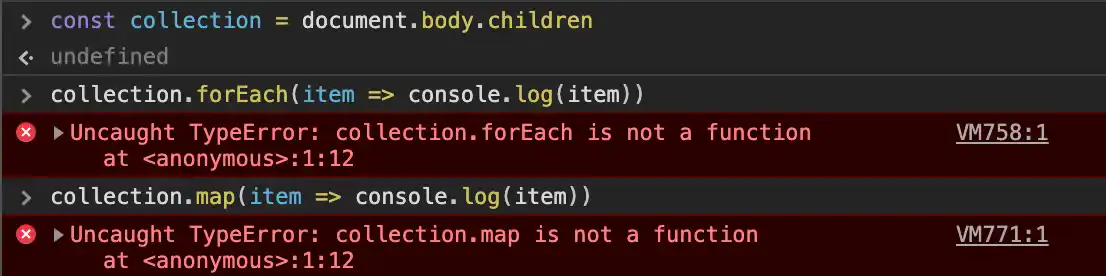 const collection = document.body.children
undefined
collection.forEach(item => console.log(item))
Uncaught TypeError: collection.forEach is not a function VM758:1
at <anonymous>:1:12
collection.map(item => console.log(item))
Uncaught TypeError: collection.map is not a function VM771:1
at <anonymous>:1:12